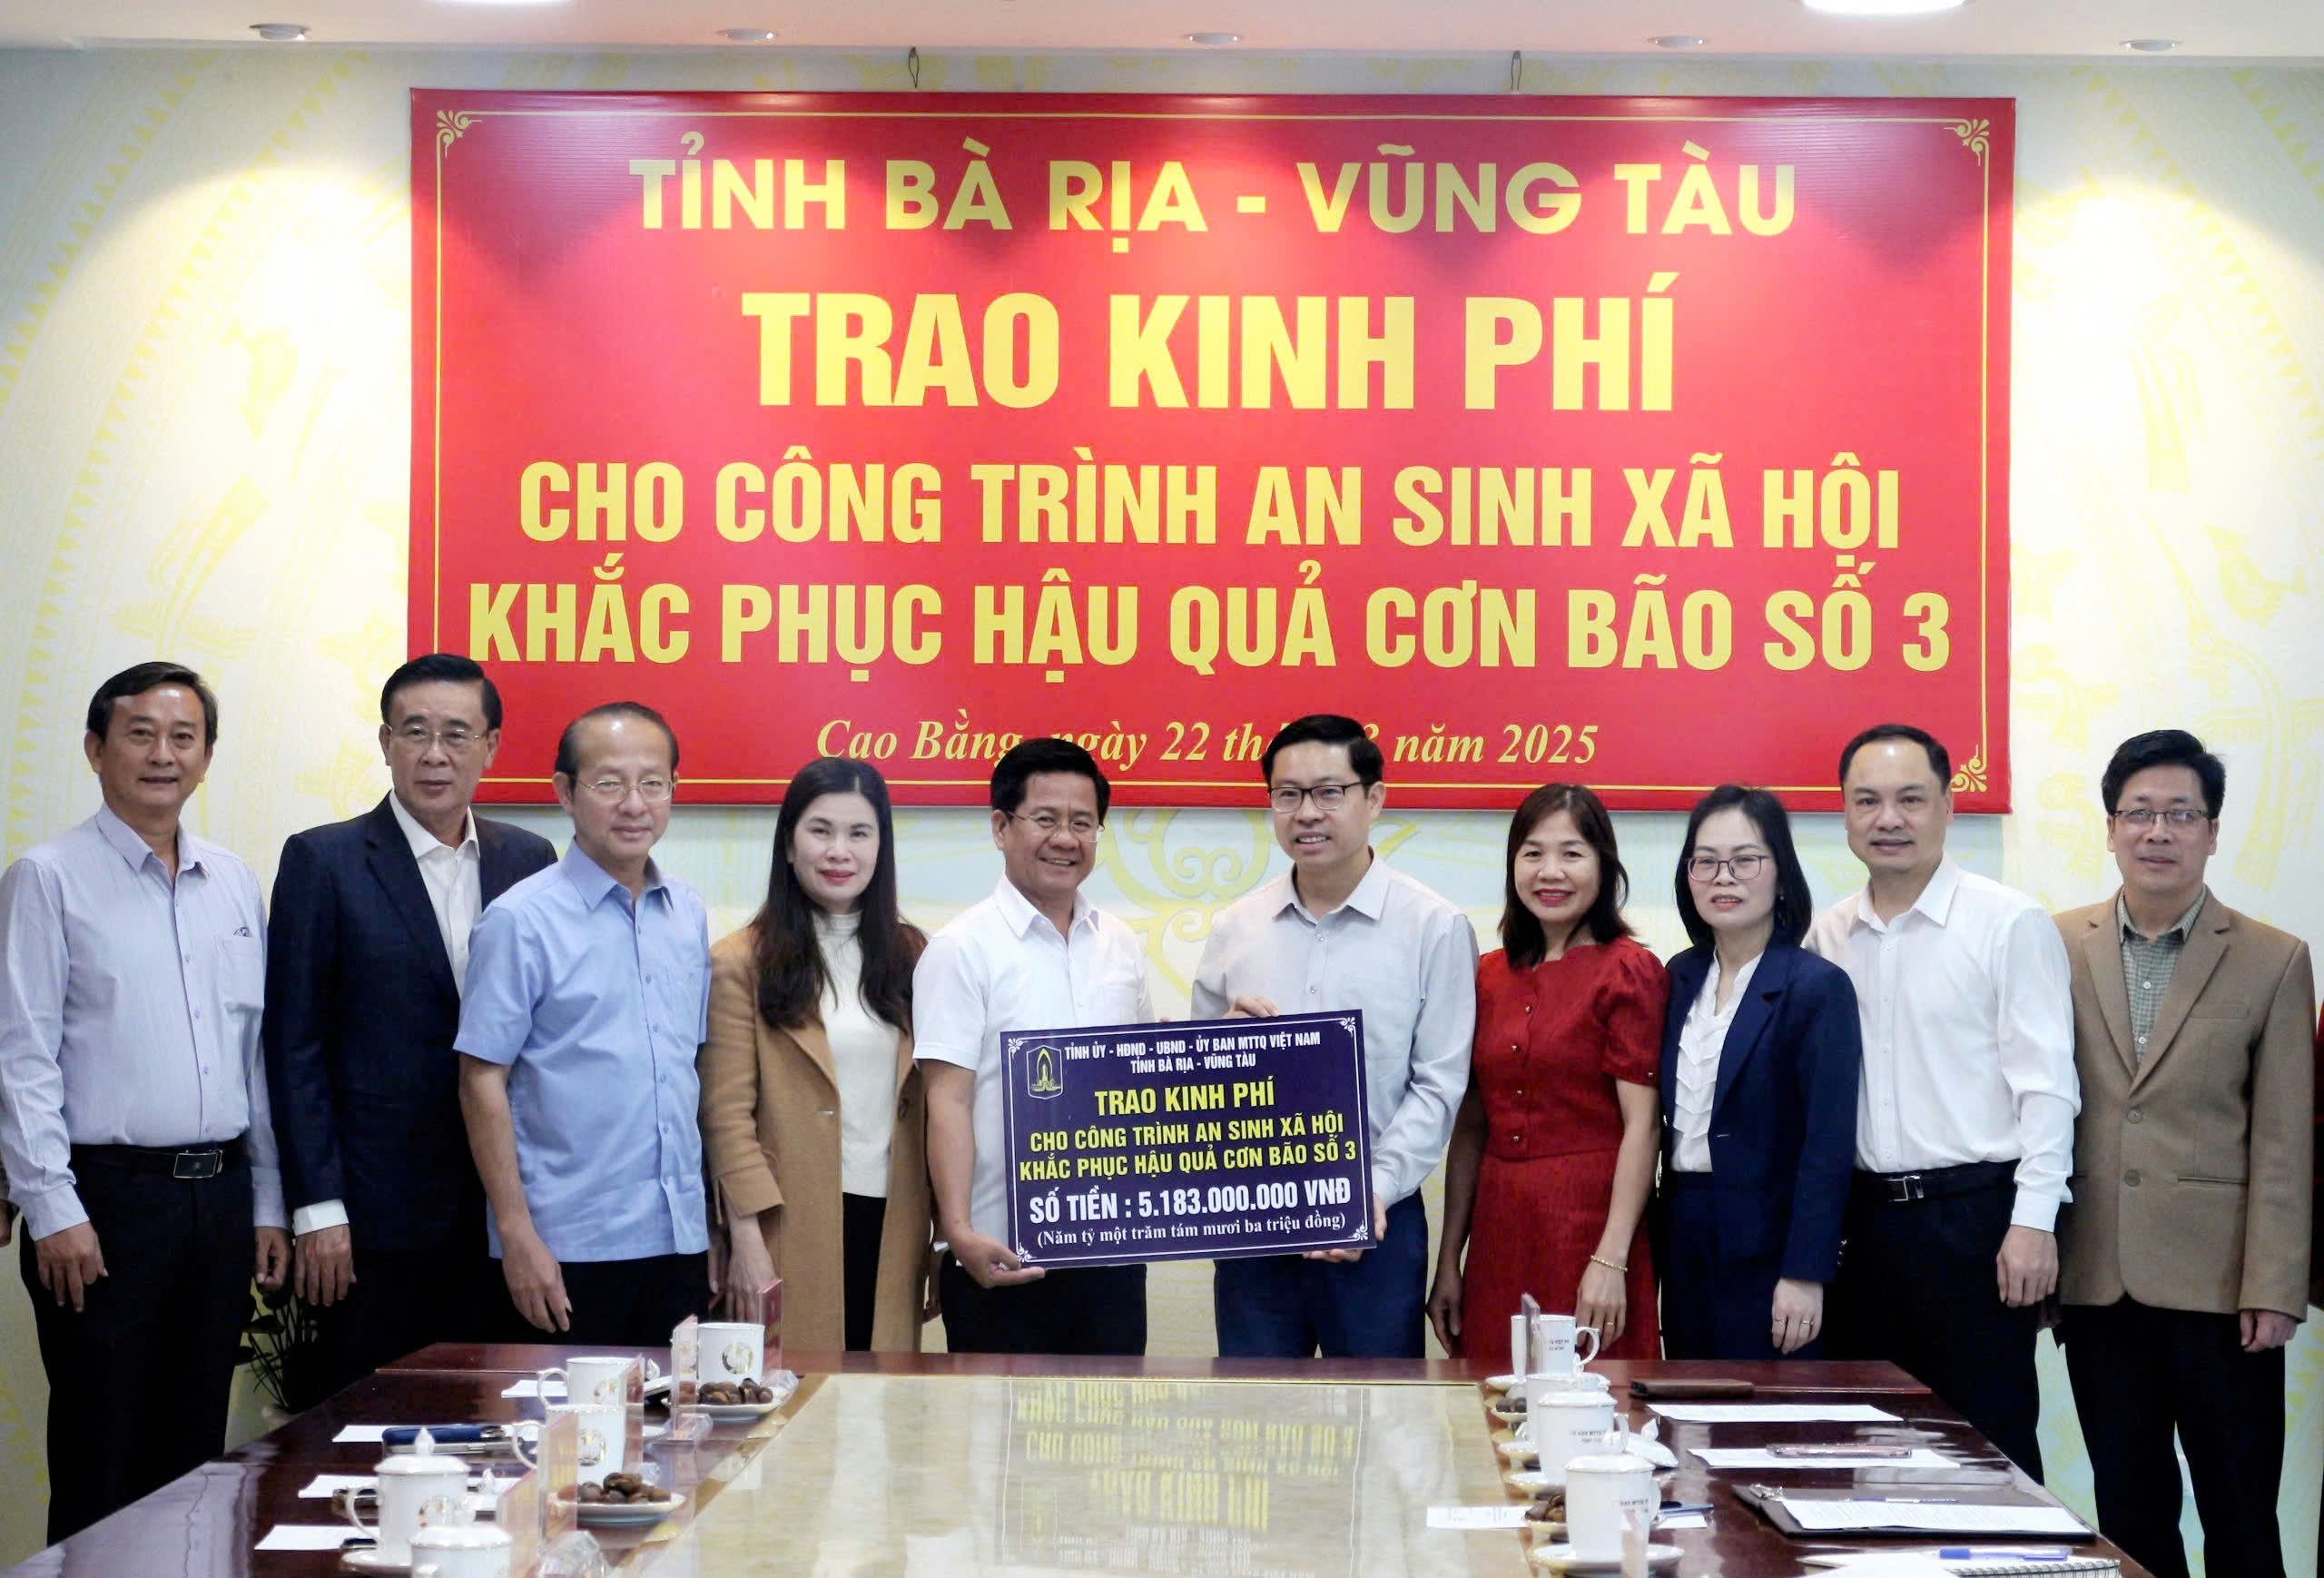 TỈNH BÀ RỊA - VŨNG TÀU
TRAO KINH PHÍ
CHO CÔNG TRÌNH AN SINH XÃ HỘI
KHẮC PHỤC HẬU QUẢ CƠN BÃO SỐ 3
Cao Bằng, ngày 22 năm 2025
TỈNH ỦY - HĐND - UBND - ỦY BAN MTTQ VIỆT NAM
TỈNH BÀ RỊA - VŨNG TÀU
TRAO KINH PHÍ
CHO CÔNG TRÌNH AN SINH XÃ HỘI
KHẮC PHỤC HẬU QUẢ CƠN BÃO SỐ 3
SỐ TIỀN : 5.183.000.000 VNĐ
(Năm tỷ một trăm tám mươi ba triệu đồng)